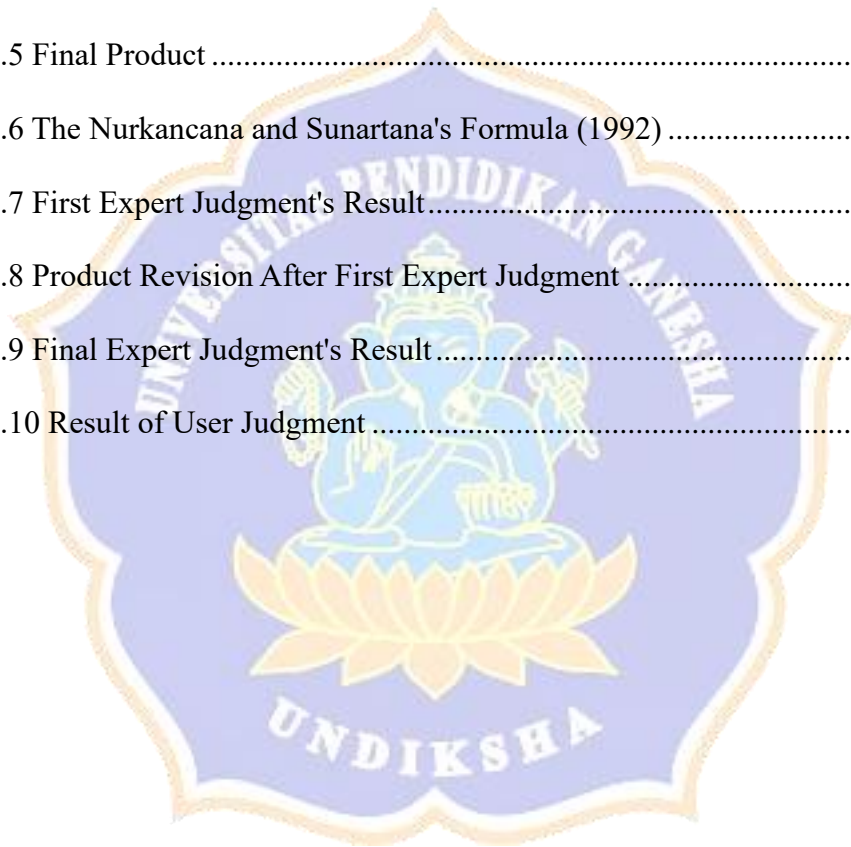 .5 Final Product ................................................................................
.6 The Nurkancana and Sunartana's Formula (1992) .......................
.7 First Expert Judgment's Result.....................................................
.8 Product Revision After First Expert Judgment ............................
.9 Final Expert Judgment's Result....................................................
.10 Result of User Judgment ............................................................
UNIVERSITAS PENDIDIKAN GANESHA
UNDIKSHA